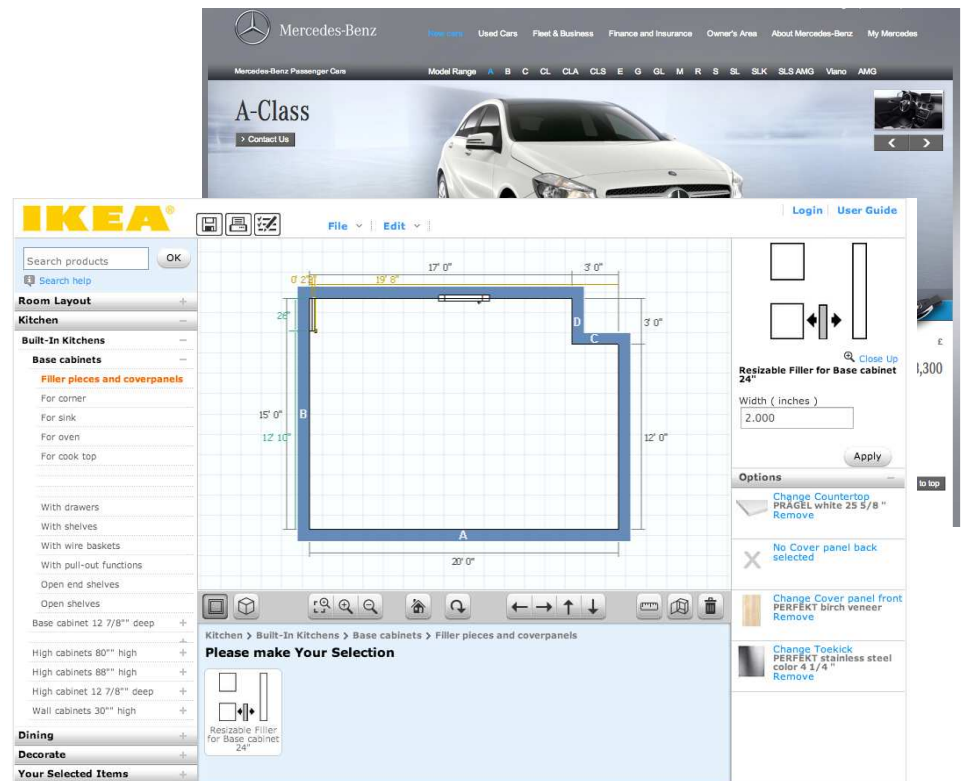 Mercedes-Benz
New cars Used Cars Fleet & Business Finance and Insurance Owner's Area About Mercedes-Benz My Mercedes
Mercedes-Benz Passenger Cars
Model Range A B C CL CLA CLS E G GL M R S SL SLK SLS AMG Viano AMG
A-Class
> Contact Us
£
3,300
to top
IKEA®
File Edit
Login User Guide
Search products OK
Search help
Room Layout
Kitchen
Built-In Kitchens
Base cabinets
Filler pieces and coverpanels
For corner
For sink
For oven
For cook top
With drawers
With shelves
With wire baskets
With pull-out functions
Open end shelves
Open shelves
Base cabinet 12 7/8"" deep
High cabinets 80"" high
High cabinets 88"" high
High cabinet 12 7/8"" deep
Wall cabinets 30"" high
Dining
Decorate
Your Selected Items
17' 0"
3' 0"
19' 8"
D
3' 0"
C
15' 0"
B
12' 10"
12' 0"
A
20' 0"
Kitchen > Built-In Kitchens > Base cabinets > Filler pieces and coverpanels
Please make Your Selection
Resizable Filler
for Base cabinet
24"
Close Up
Resizable Filler for Base cabinet
24"
Width ( inches )
2.000
Apply
Options
Change Countertop
PRÄGEL white 25 5/8 "
Remove
No Cover panel back
selected
Change Cover panel front
PERFEKT birch veneer
Remove
Change Toekick
PERFEKT stainless steel
color 4 1/4 "
Remove